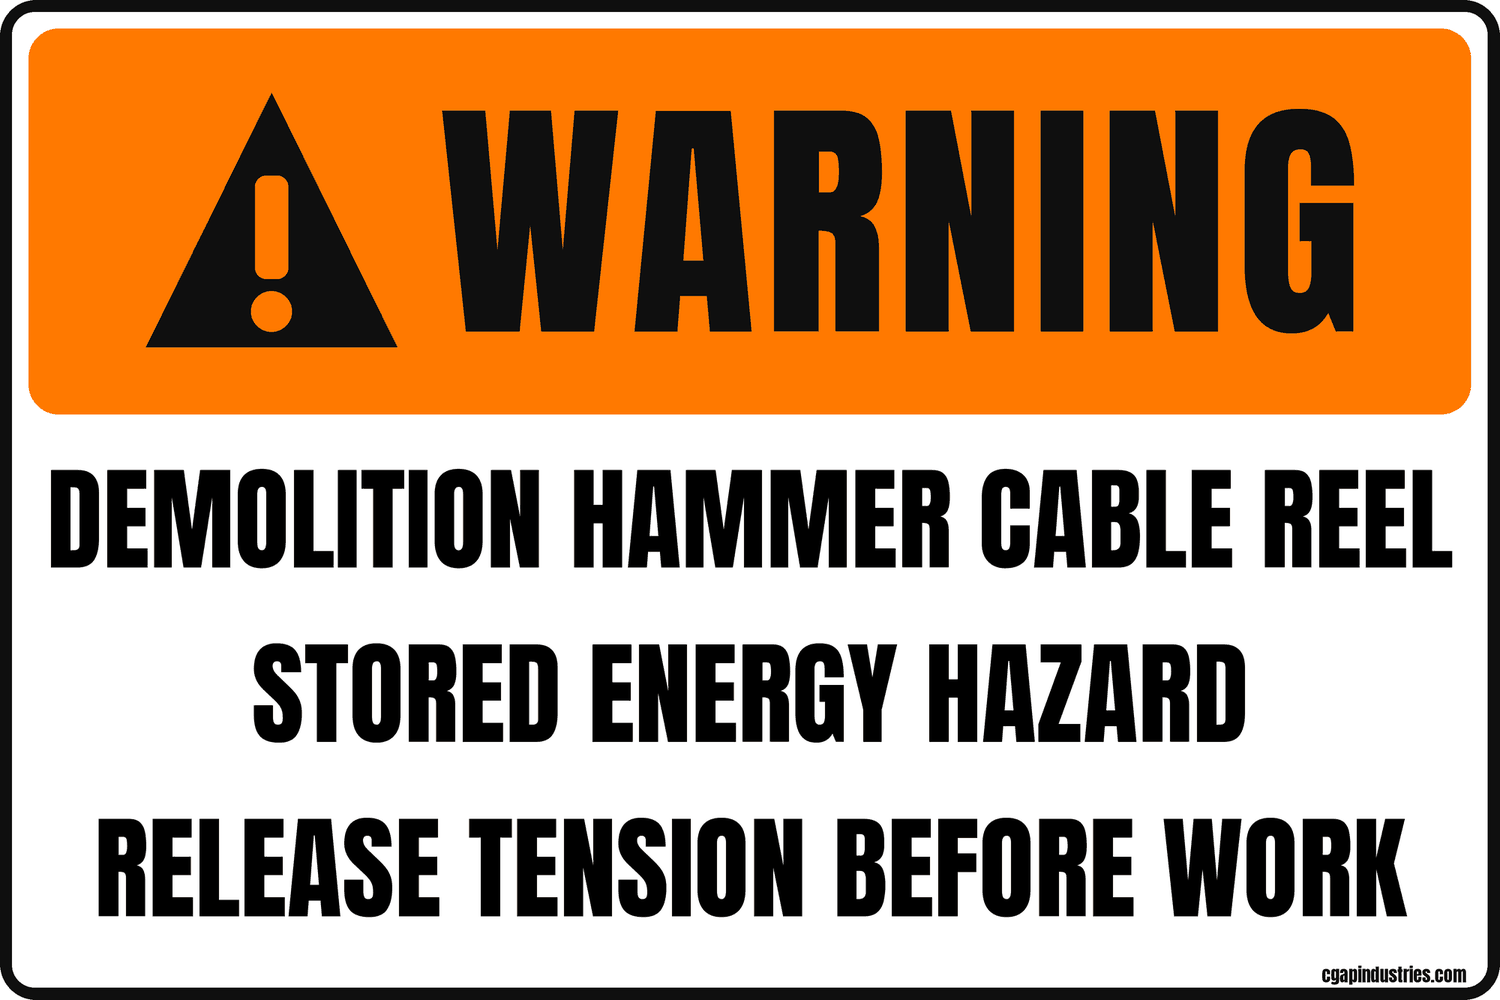 WARNING
DEMOLITION HAMMER CABLE REEL
STORED ENERGY HAZARD
RELEASE TENSION BEFORE WORK
cgapindustries.com